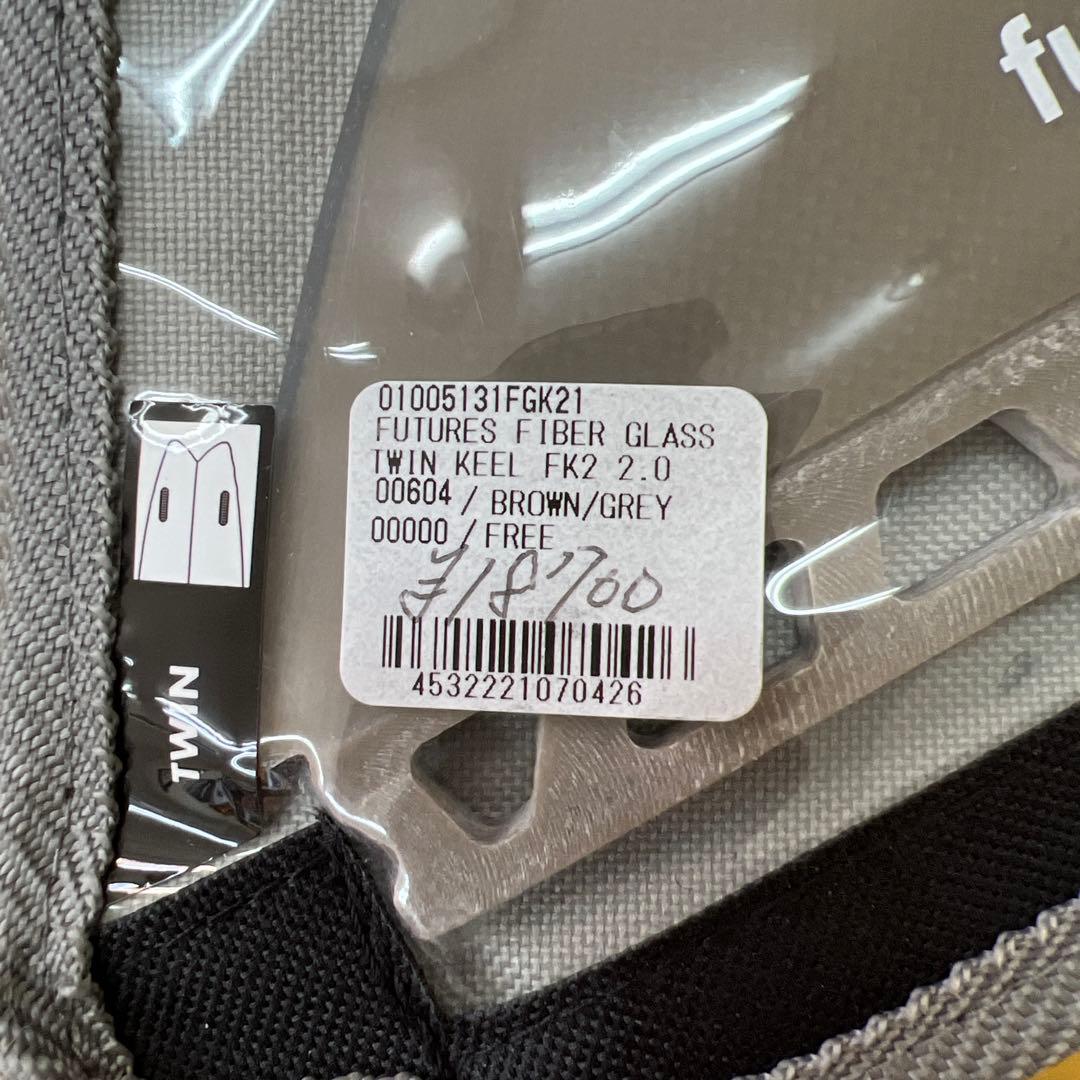 fu
01005131FGK21
FUTURES FIBER GLASS
TWIN KEEL FK2 2.0
00604 / BROWN/GREY
00000 / FREE
¥18700
4532221070426
TWIN